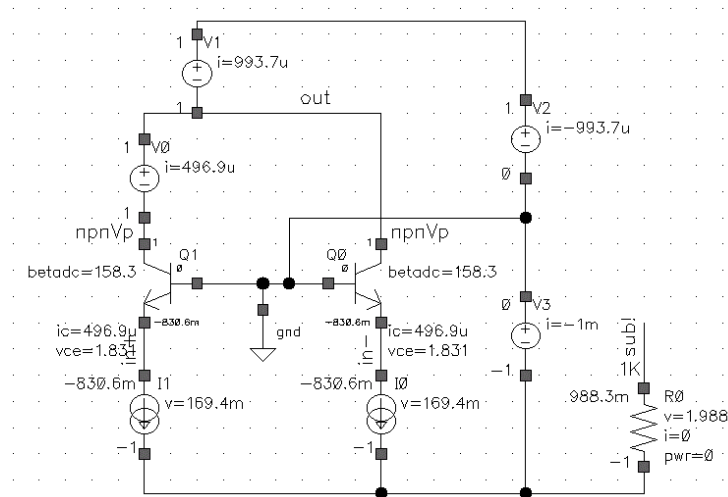 1 V1
i=993.7u
1
out
1 V2
i=-993.7u
0
1 V0
i=496.9u
1
npnVp
1
npnVp
1
Q1
0
Q0
0
betadc=158.3
betadc=158.3
-830.6m
-830.6m
gnd
ic=496.9u
vce=1.831
ic=496.9u
vce=1.831
in-
0 V3
i=-1m
-1
sub!
1K
-830.6m I1
v=169.4m
-1
-830.6m I0
v=169.4m
-1
988.3m R0
v=1.988
i=0
pwr=0
-1